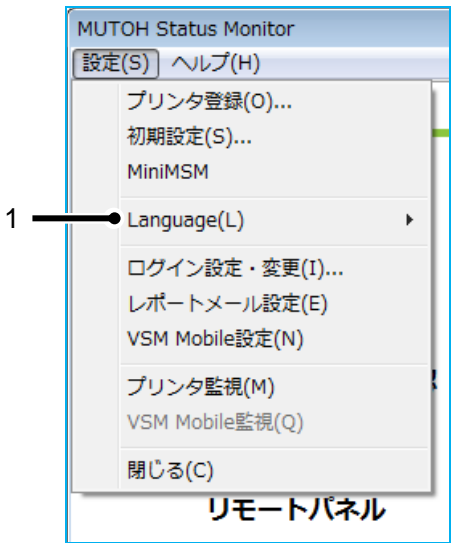 MUTOH Status Monitor
設定(S) ヘルプ(H)
プリンタ登録(O)...
初期設定(S)...
MiniMSM
1
Language(L)
ログイン設定・変更(I)...
レポートメール設定(E)
VSM Mobile設定(N)
プリンタ監視(M)
VSM Mobile監視(Q)
閉じる(C)
リモートパネル